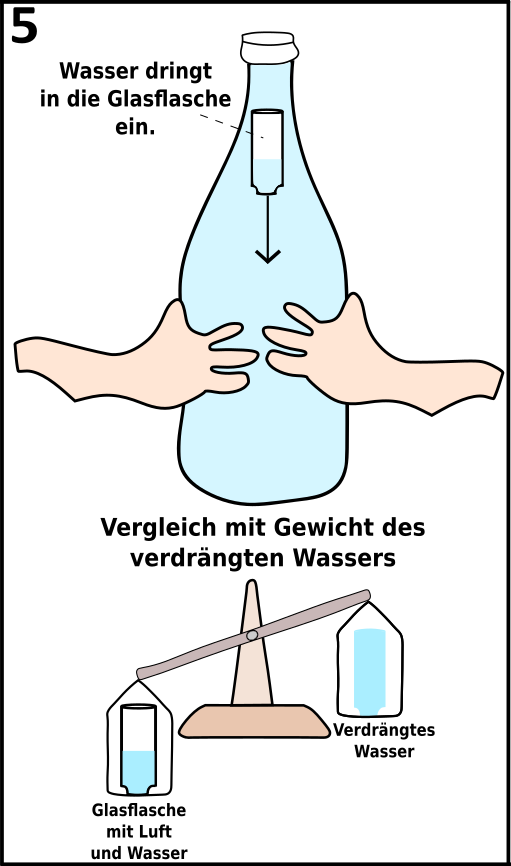 5
Wasser dringt
in die Glasflasche
ein.
Vergleich mit Gewicht des
verdrängten Wassers
Verdrängtes
Wasser
Glasflasche
mit Luft
und Wasser